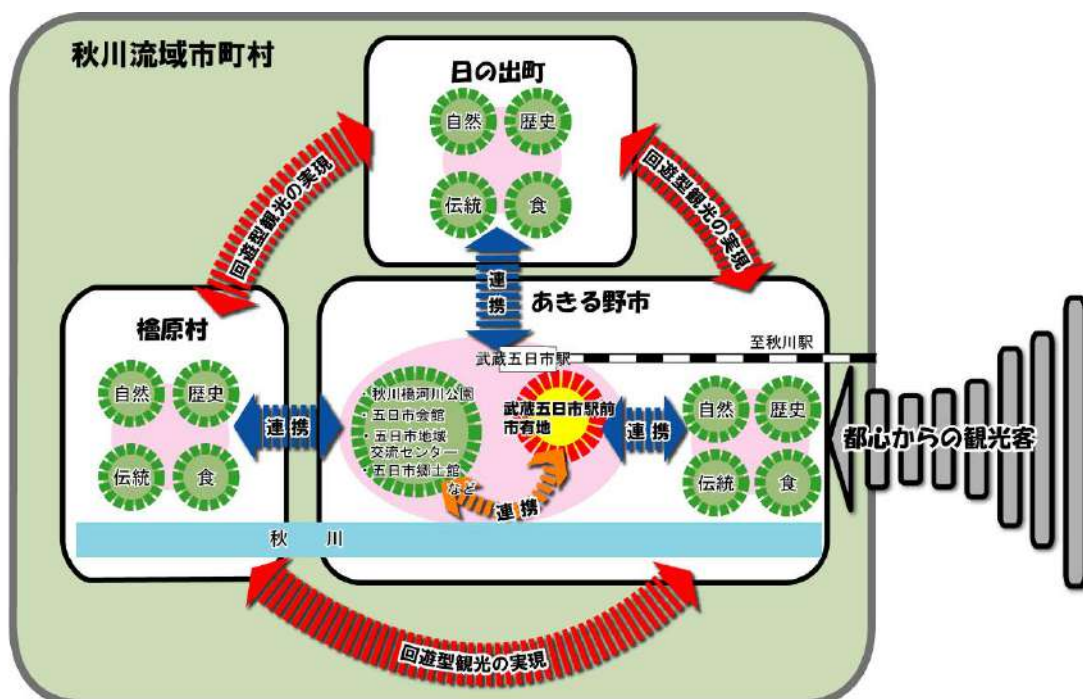 秋川流域市町村
日の出町
自然
歴史
伝統
食
回遊型観光の実現
回遊型観光の実現
連携
檜原村
自然
歴史
伝統
食
連携
あきる野市
武蔵五日市駅
至秋川駅
・秋川橋河川公園
・五日市会館
・五日市地域
交流センター
・五日市郷土館
など
武蔵五日市駅前
市有地
連携
連携
自然
歴史
伝統
食
都心からの観光客
秋川
回遊型観光の実現